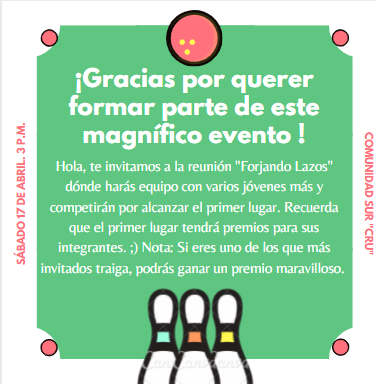 ¡Gracias por querer
formar parte de este
magnífico evento !
Hola, te invitamos a la reunión "Forjando Lazos"
dónde harás equipo con varios jóvenes más y
competirán por alcanzar el primer lugar. Recuerda
que el primer lugar tendrá premios para sus
integrantes. ;) Nota: Si eres uno de los que más
invitados traiga, podrás ganar un premio maravilloso.
SÁBADO 17 DE ABRIL. 3 P.M.
COMUNIDAD SUR "CRU"